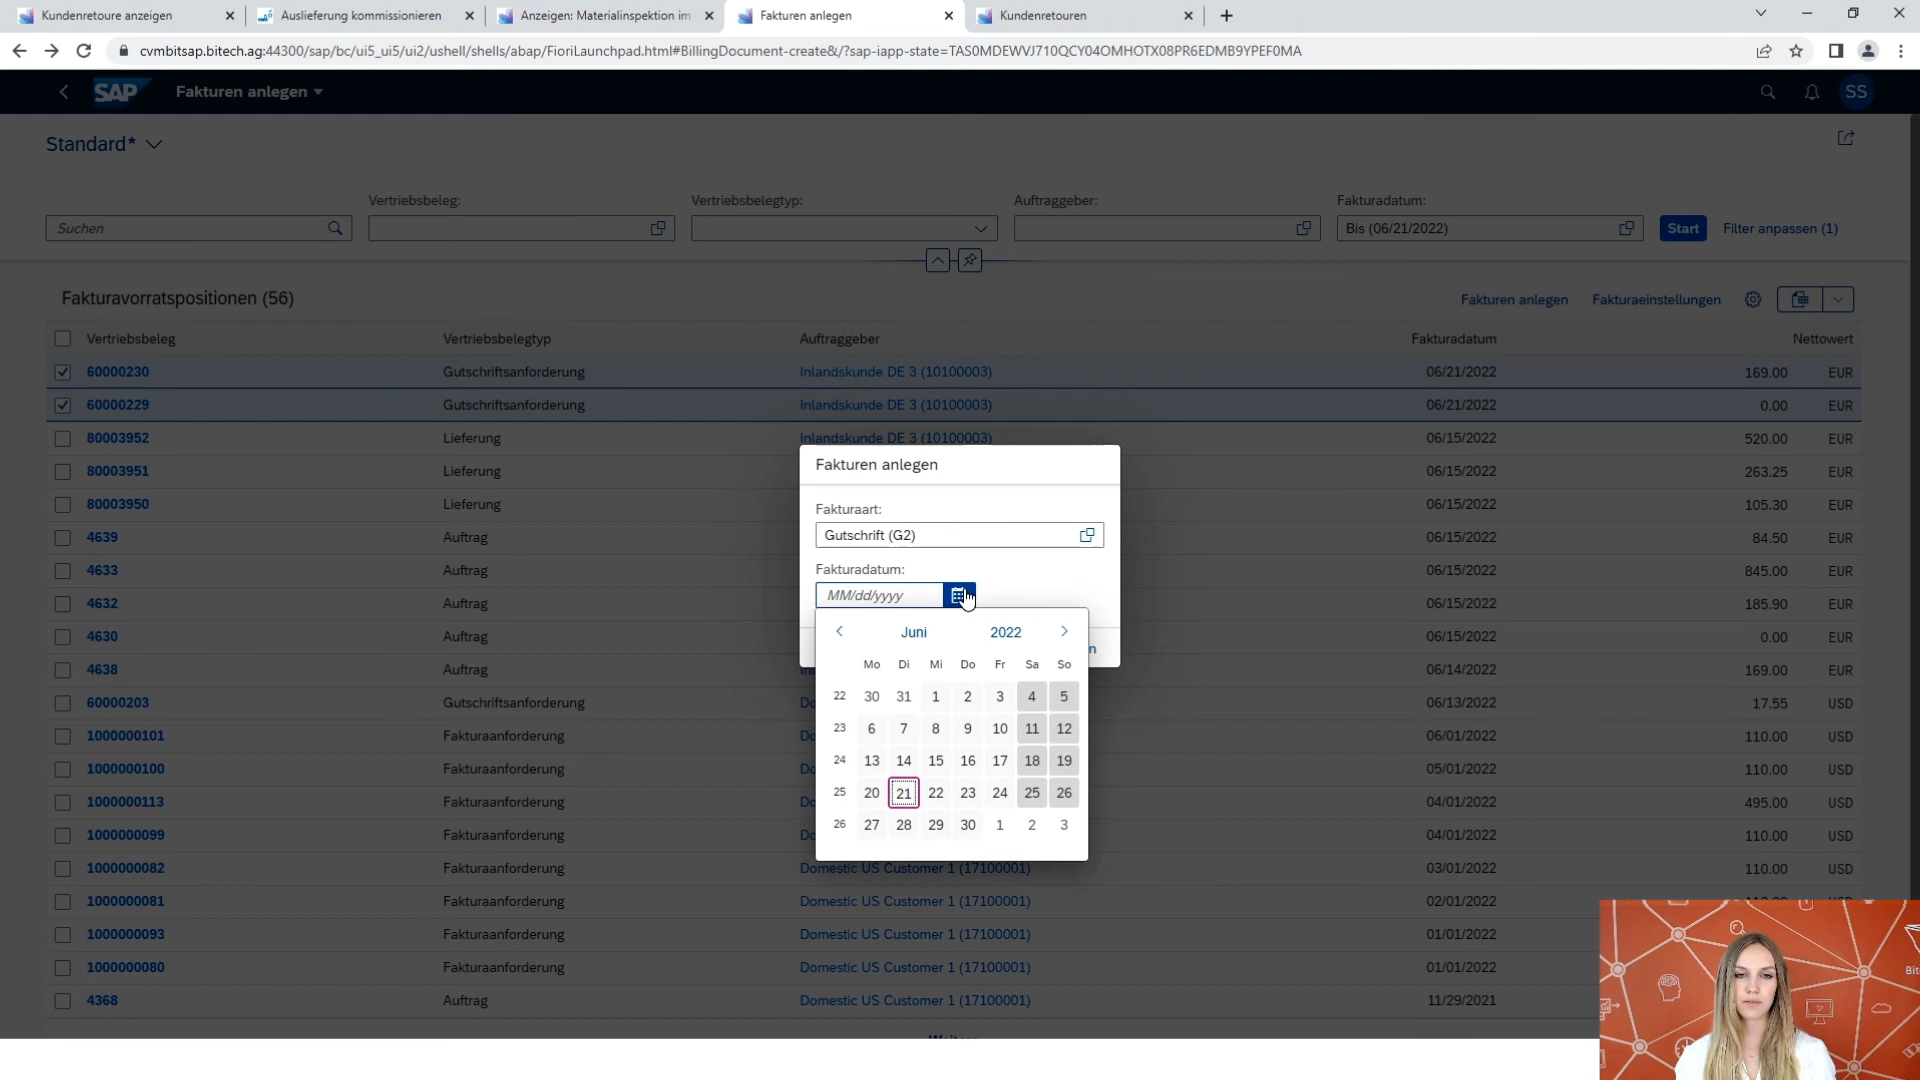 Kundenretoure anzeigen
Auslieferung kommissionieren
Anzeigen: Materialinspektion im
Fakturen anlegen
Kundenretouren
cvmbitsap.bitech.ag:44300/sap/bc/ui5_ui5/ui2/ushell/shells/abap/FioriLaunchpad.html#BillingDocument-create&/?sap-iapp-state=TAS0MDEWVJ710QCY04OMHOTX08PR6EDMB9YPEF0MA
SAP Fakturen anlegen SS
Standard*
Vertriebsbeleg: Vertriebsbelegtyp: Auftraggeber: Fakturadatum:
Suchen Bis (06/21/2022) Start Filter anpassen (1)
Fakturavorratspositionen (56) Fakturen anlegen Fakturaeinstellungen
Vertriebsbeleg Vertriebsbelegtyp Auftraggeber Fakturadatum Nettowert
60000230 Gutschriftsanforderung Inlandskunde DE 3 (10100003) 06/21/2022 169.00 EUR
60000229 Gutschriftsanforderung Inlandskunde DE 3 (10100003) 06/21/2022 0.00 EUR
80003952 Lieferung Inlandskunde DE 3 (10100003) 06/15/2022 520.00 EUR
80003951 Lieferung 06/15/2022 263.25 EUR
80003950 Lieferung 06/15/2022 105.30 EUR
4639 Auftrag 06/15/2022 84.50 EUR
4633 Auftrag 06/15/2022 845.00 EUR
4632 Auftrag 06/15/2022 185.90 EUR
4630 Auftrag 06/15/2022 0.00 EUR
4638 Auftrag 06/14/2022 169.00 EUR
60000203 Gutschriftsanforderung Do 06/13/2022 17.55 USD
1000000101 Fakturaanforderung Do 06/01/2022 110.00 USD
1000000100 Fakturaanforderung Do 05/01/2022 110.00 USD
1000000113 Fakturaanforderung Do 04/01/2022 495.00 USD
1000000099 Fakturaanforderung Do 04/01/2022 110.00 USD
1000000082 Fakturaanforderung Domestic US Customer 1 (17100001) 03/01/2022 110.00 USD
1000000081 Fakturaanforderung Domestic US Customer 1 (17100001) 02/01/2022
1000000093 Fakturaanforderung Domestic US Customer 1 (17100001) 01/01/2022
1000000080 Fakturaanforderung Domestic US Customer 1 (17100001) 01/01/2022
4368 Auftrag Domestic US Customer 1 (17100001) 11/29/2021
Fakturen anlegen
Fakturaart:
Gutschrift (G2)
Fakturadatum:
MM/dd/yyyy
Juni 2022
n
Mo Di Mi Do Fr Sa So
22 30 31 1 2 3 4 5
23 6 7 8 9 10 11 12
24 13 14 15 16 17 18 19
25 20 21 22 23 24 25 26
26 27 28 29 30 1 2 3